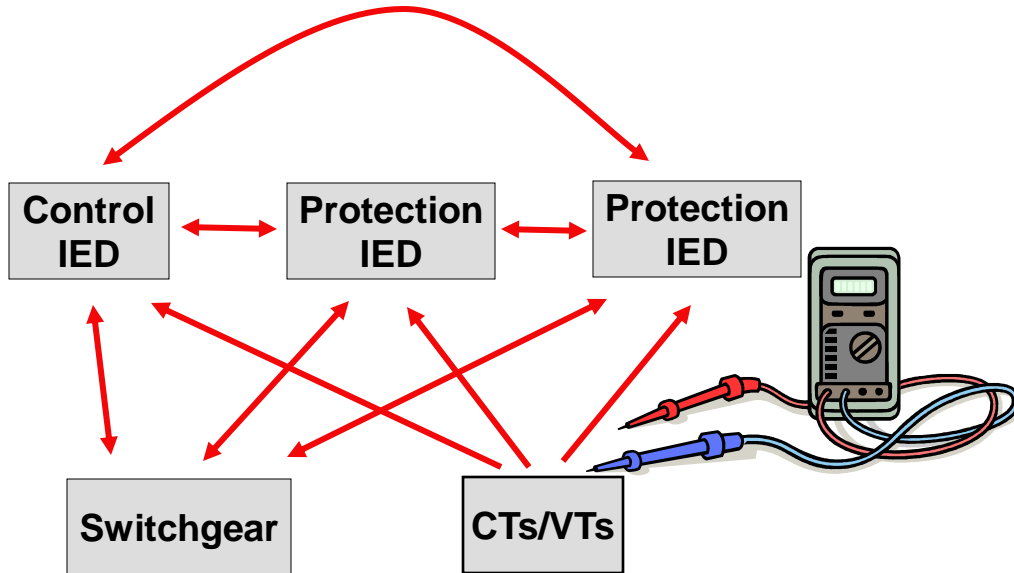 Control
IED
Protection
IED
Protection
IED
Switchgear
CTs/VTs